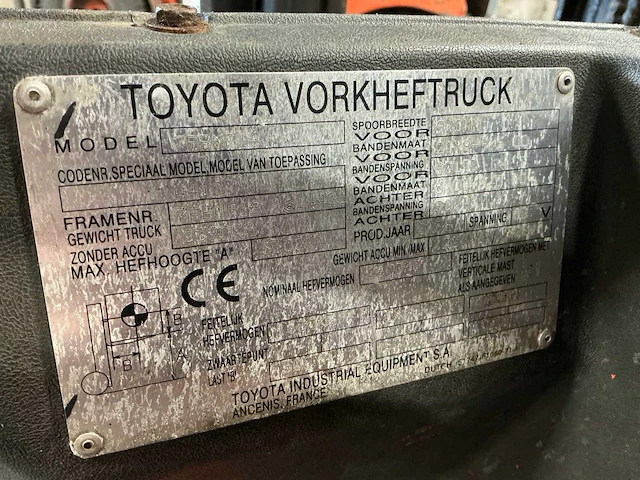 TOYOTA VORKHEFTRUCK
MODEL
CODENR,SPECIAAL MODEL,MODEL VAN TOEPASSING
FRAMENR.
GEWICHT TRUCK
ZONDER ACCU
MAX. HEFHOOGTE "A"
SPOORBREEDTE
VOOR
BANDENMAAT
VOOR
BANDENSPANNING
VOOR
BANDENMAAT
ACHTER
BANDENSPANNING
ACHTER
PROD.JAAR
SPANNING V
GEWICHT ACCU MIN./MAX.
NOMINAAL HEFVERMOGEN
FEITELIJK HEFVERMOGEN MET
VERTICALE MAST
ALS AANGEGEVEN
CE
B
A
B
FEITELIJK
HEFVERMOGEN
ZWAARTEPUNT
LAST "B"
TOYOTA INDUSTRIAL EQUIPMENT S.A.
ANCENIS, FRANCE
DUTCH